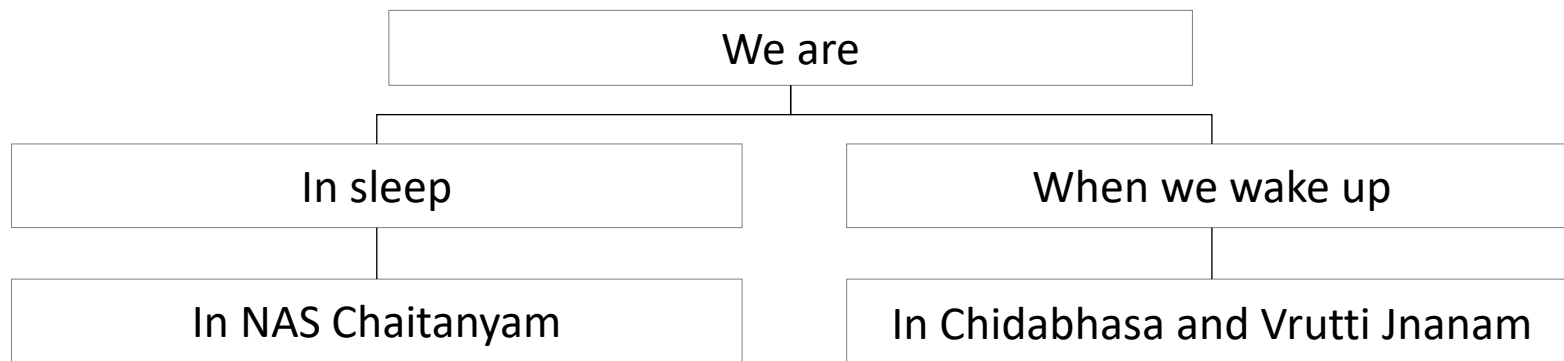 We are
In sleep
When we wake up
In NAS Chaitanyam
In Chidabhasa and Vrutti Jnanam